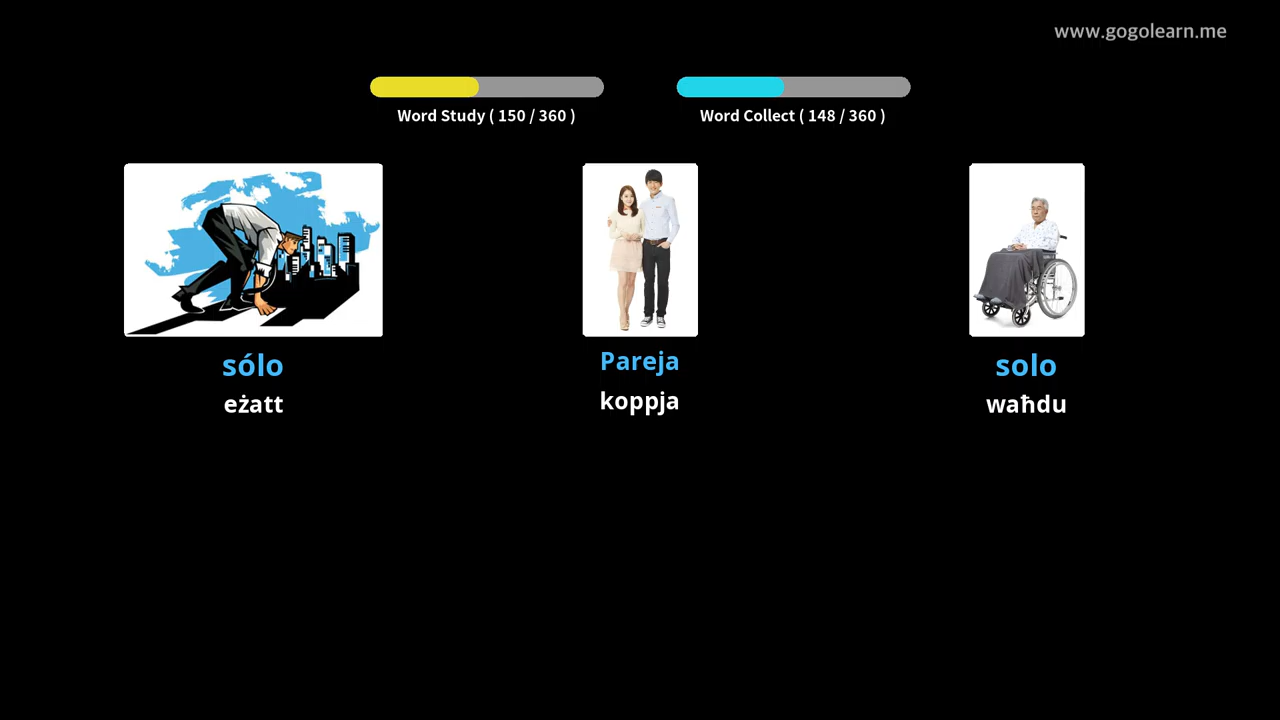 www.gogolearn.me
Word Study ( 150 / 360 )
Word Collect ( 148 / 360 )
sólo
Pareja
solo
eżatt
koppja
waħdu